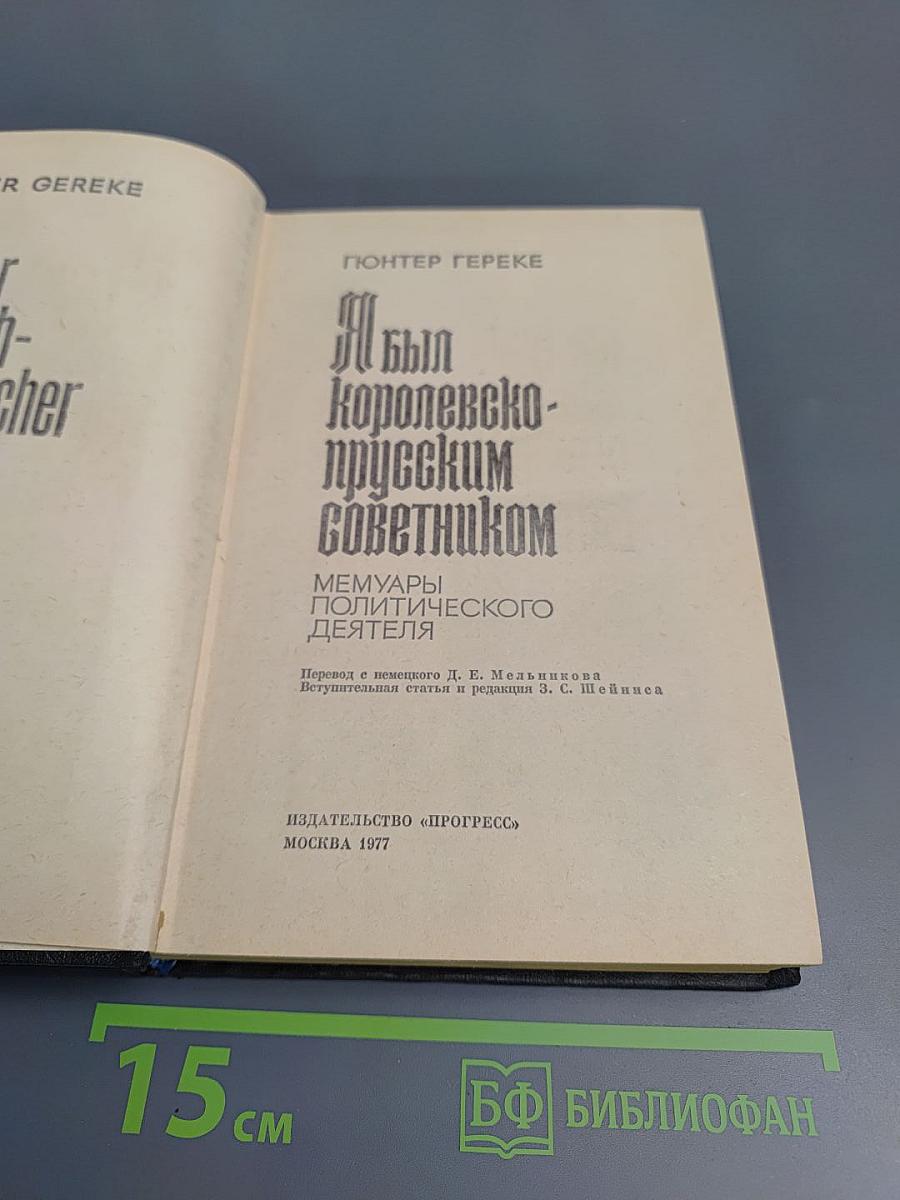 GEREKE
ГЮНТЕР ГЕРЕКЕ
Я был
королевско-
прусским
советником
МЕМУАРЫ
ПОЛИТИЧЕСКОГО
ДЕЯТЕЛЯ
Перевод с немецкого Д. Е. Мельникова
Вступительная статья и редакция З. С. Шейниса
ИЗДАТЕЛЬСТВО «ПРОГРЕСС»
МОСКВА 1977
15 см
БФ БИБЛИОФАН